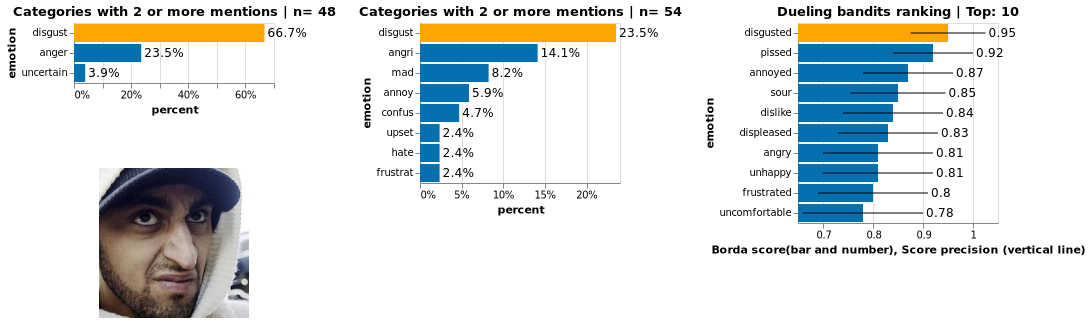 Categories with 2 or more mentions | n= 48
emotion
disgust 66.7%
anger 23.5%
uncertain 3.9%
0% 20% 40% 60%
percent
Categories with 2 or more mentions | n= 54
emotion
disgust 23.5%
angri 14.1%
mad 8.2%
annoy 5.9%
confus 4.7%
upset 2.4%
hate 2.4%
frustrat 2.4%
0% 5% 10% 15% 20%
percent
Dueling bandits ranking | Top: 10
emotion
disgusted 0.95
pissed 0.92
annoyed 0.87
sour 0.85
dislike 0.84
displeased 0.83
angry 0.81
unhappy 0.81
frustrated 0.8
uncomfortable 0.78
0.7 0.8 0.9 1
Borda score(bar and number), Score precision (vertical line)